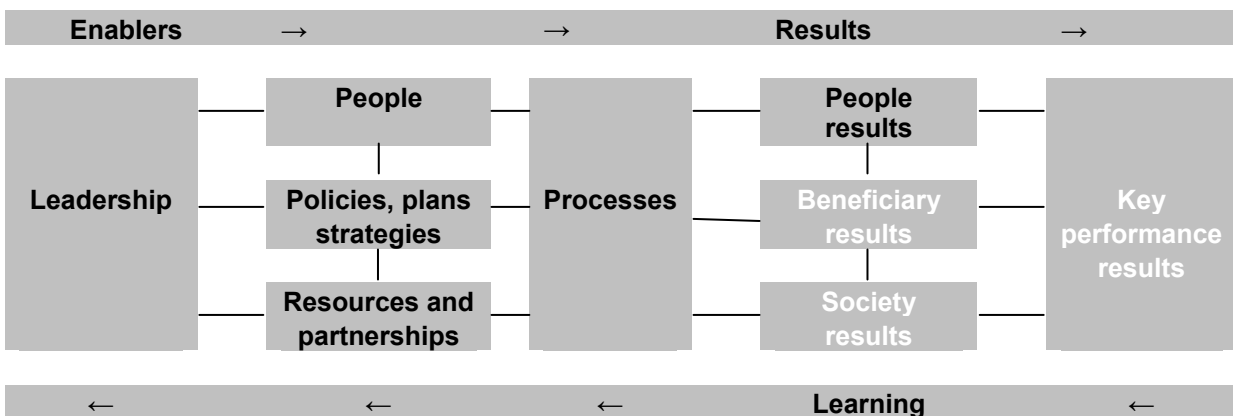 Enablers → → Results →
People
People
results
Leadership
Policies, plans
strategies
Processes
Beneficiary
results
Key
performance
results
Resources and
partnerships
Society
results
← ← ← Learning ←